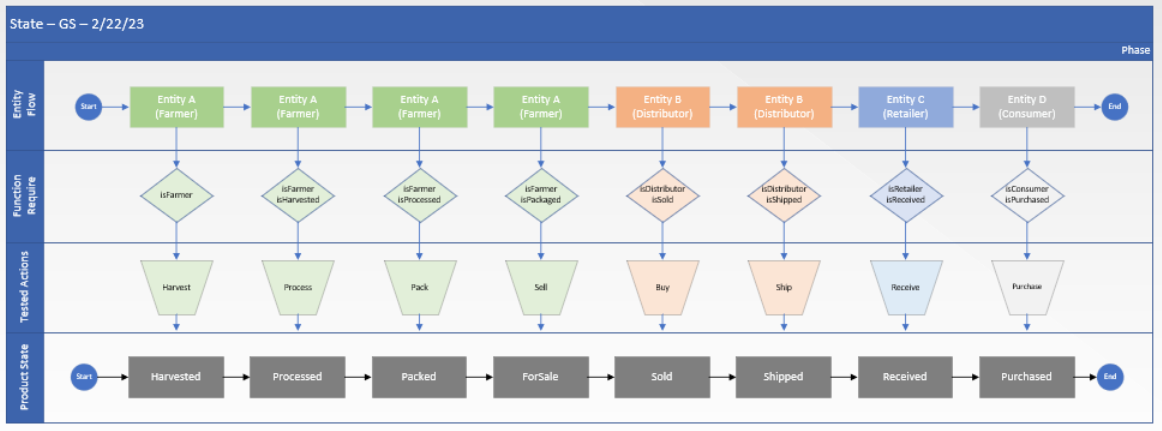 State – GS – 2/22/23
Phase
Entity
Flow
Start
Entity A
(Farmer)
Entity A
(Farmer)
Entity A
(Farmer)
Entity A
(Farmer)
Entity B
(Distributor)
Entity B
(Distributor)
Entity C
(Retailer)
Entity D
(Consumer)
End
Function
Require
isFarmer
isFarmer
isHarvested
isFarmer
isProcessed
isFarmer
isPackaged
isDistributor
isSold
isDistributor
isShipped
isRetailer
isReceived
isConsumer
isPurchased
Tested Actions
Harvest
Process
Pack
Sell
Buy
Ship
Receive
Purchase
Product State
Start
Harvested
Processed
Packed
ForSale
Sold
Shipped
Received
Purchased
End